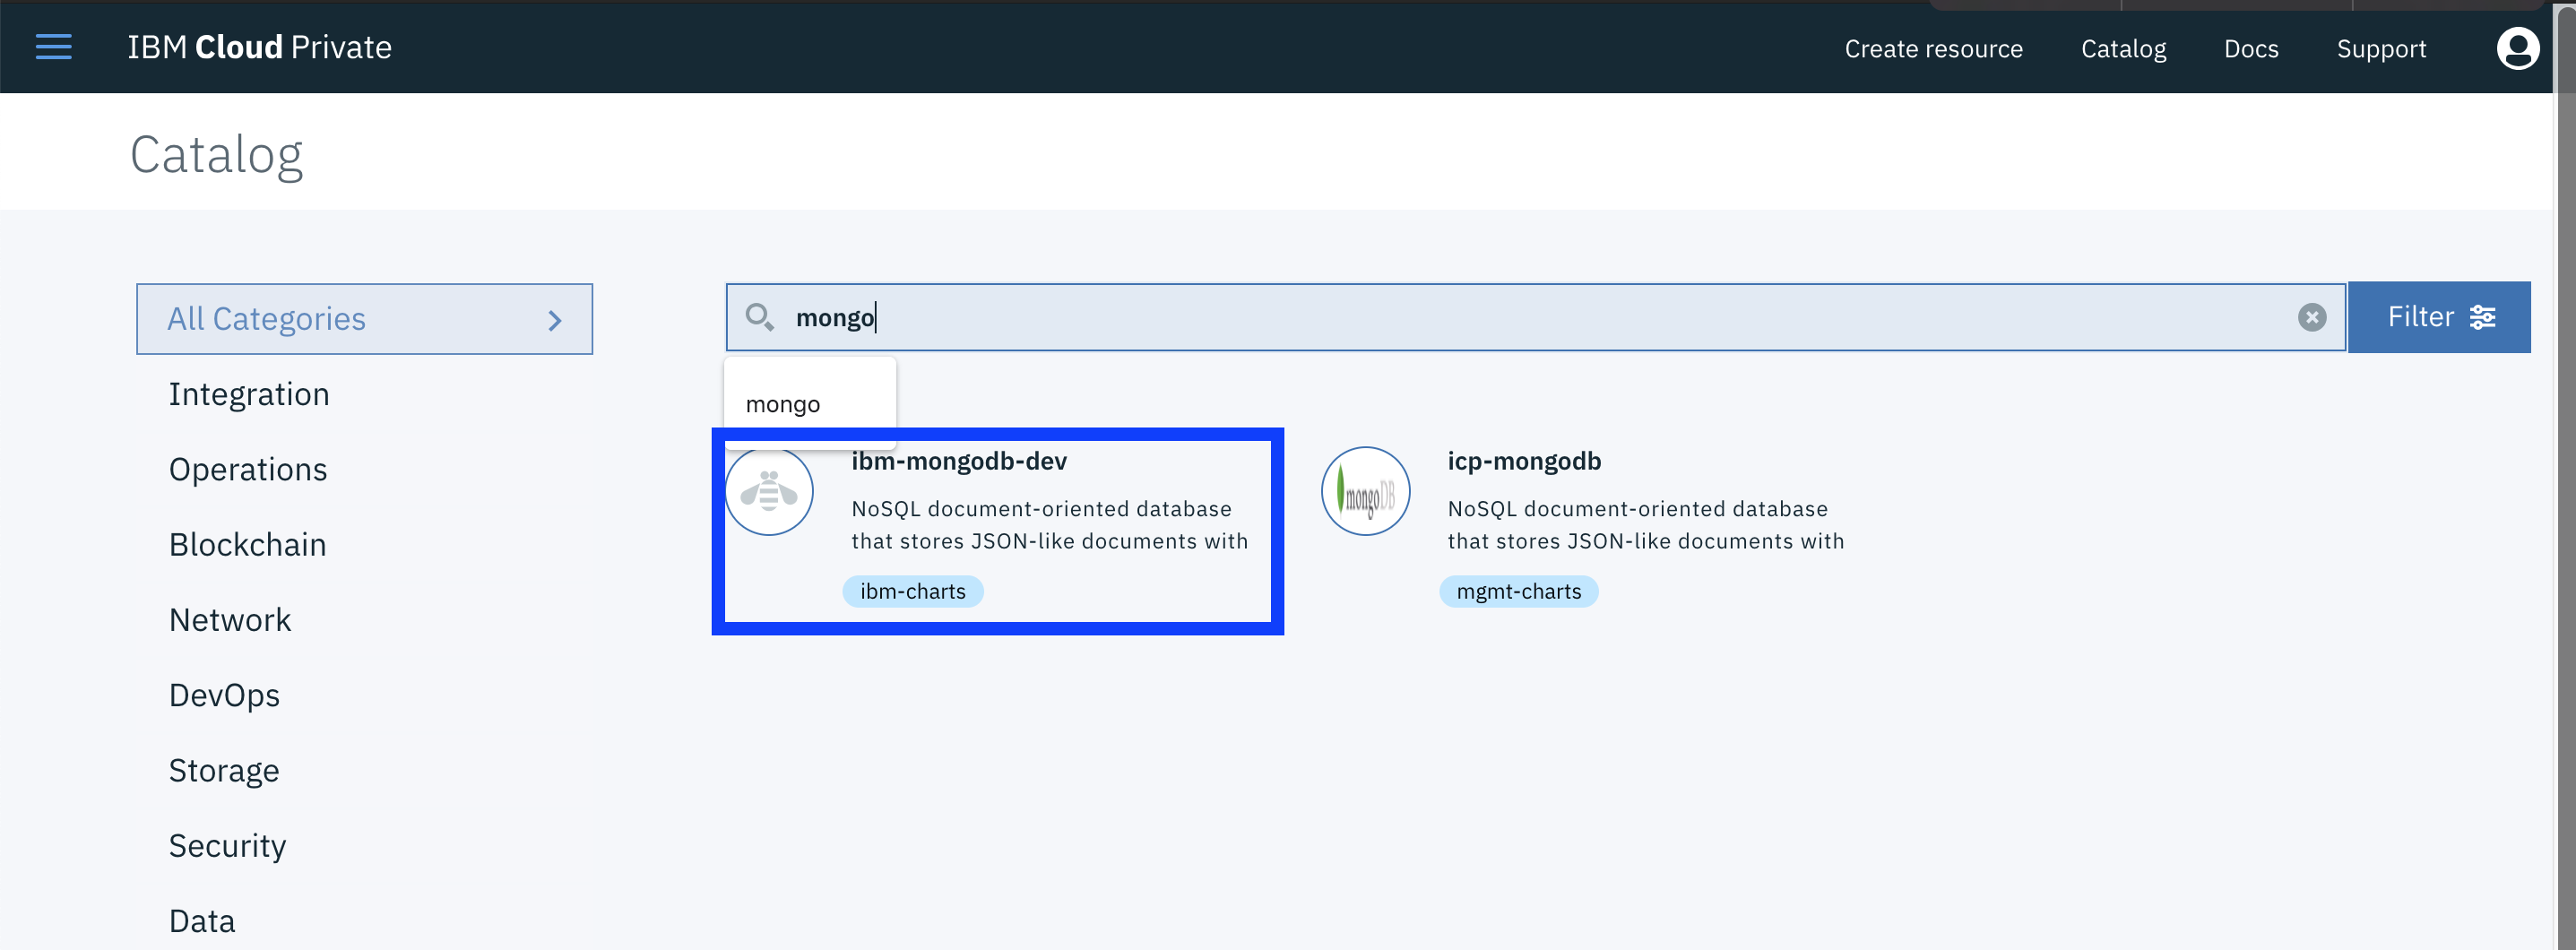 IBM Cloud Private
Create resource
Catalog
Docs
Support
Catalog
All Categories
Integration
Operations
Blockchain
Network
DevOps
Storage
Security
Data
mongo
Filter
mongo
ibm-mongodb-dev
NoSQL document-oriented database
that stores JSON-like documents with
ibm-charts
mongoDB
icp-mongodb
NoSQL document-oriented database
that stores JSON-like documents with
mgmt-charts